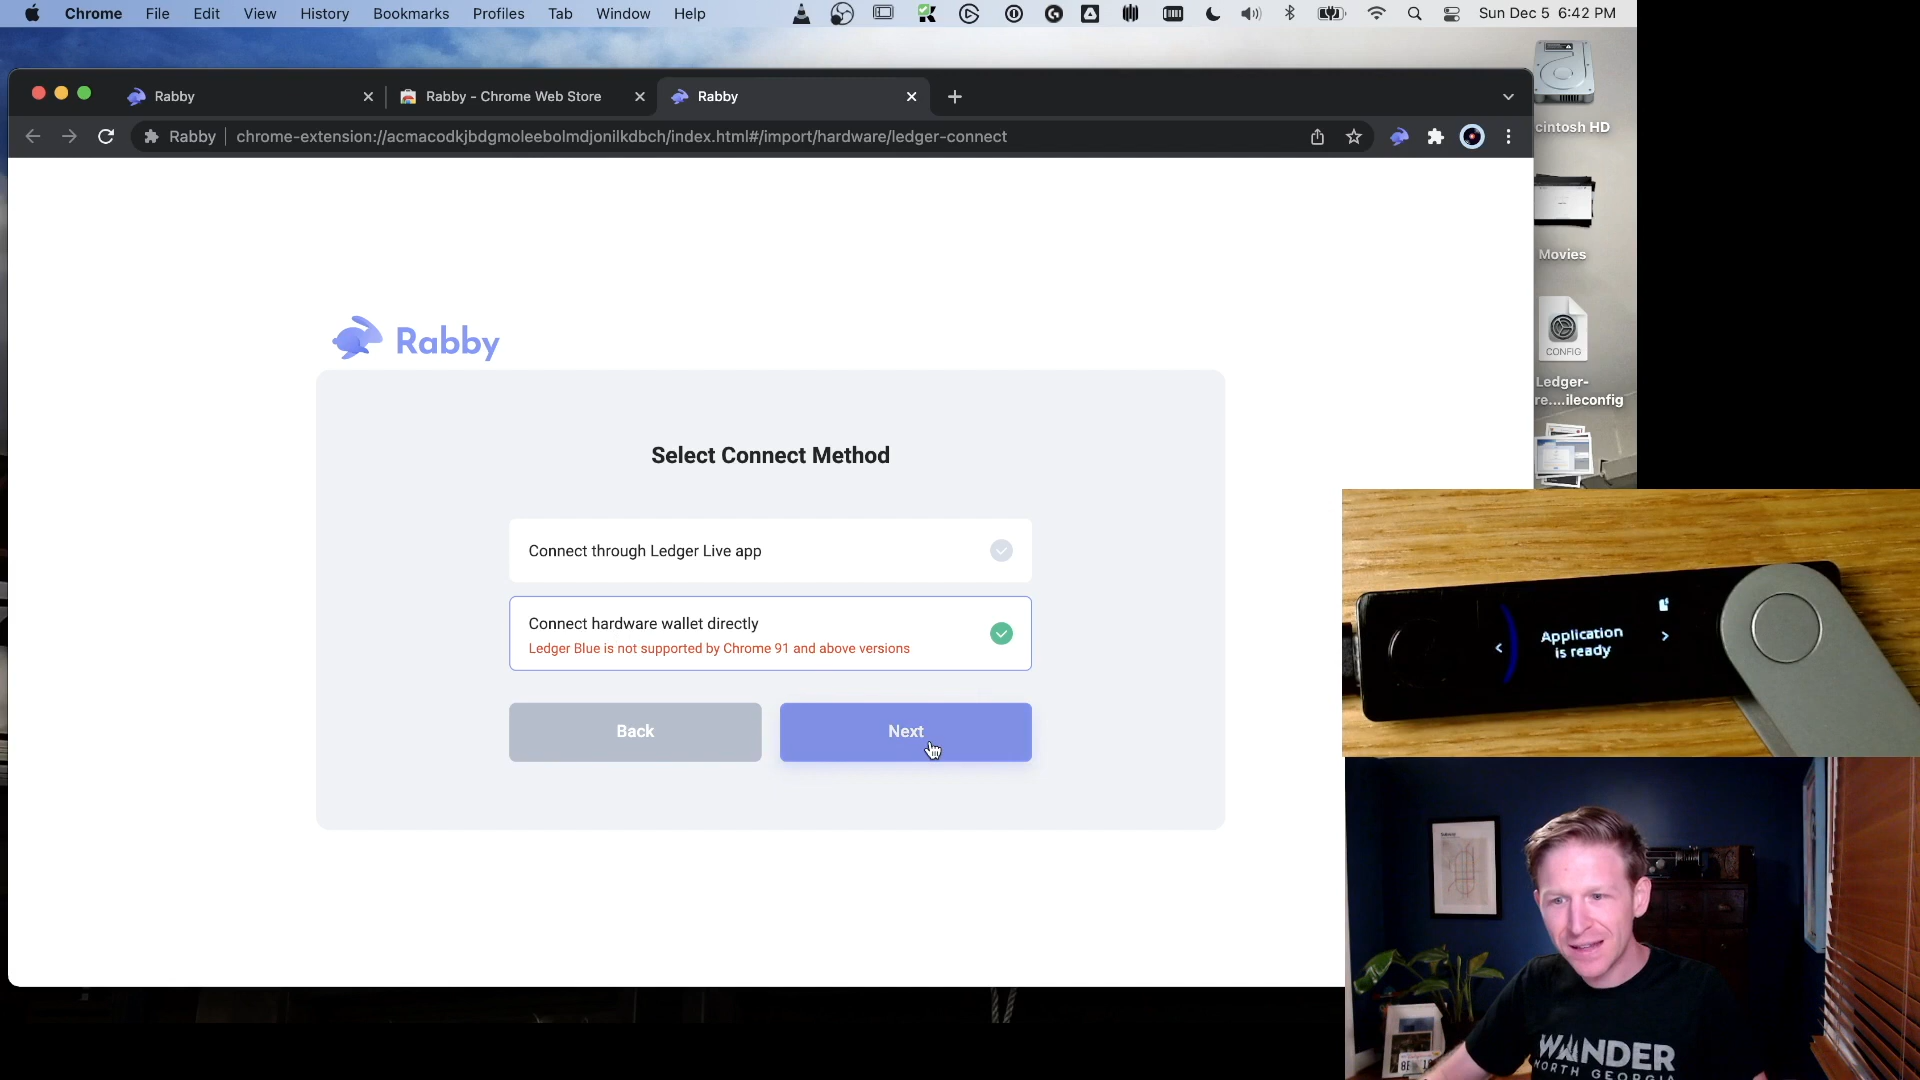 Chrome File Edit View History Bookmarks Profiles Tab Window Help
Sun Dec 5 6:42 PM
Rabby
Rabby - Chrome Web Store
Rabby
Rabby
chrome-extension://acmacodkjbdgmoleebolmdjonilkdbch/index.html#/import/hardware/ledger-connect
cintosh HD
Movies
CONFIG
Ledger-
re....ileconfig
Rabby
Select Connect Method
Connect through Ledger Live app
Connect hardware wallet directly
Ledger Blue is not supported by Chrome 91 and above versions
Back
Next
Application
is ready
WANDER
NORTH GEORGIA